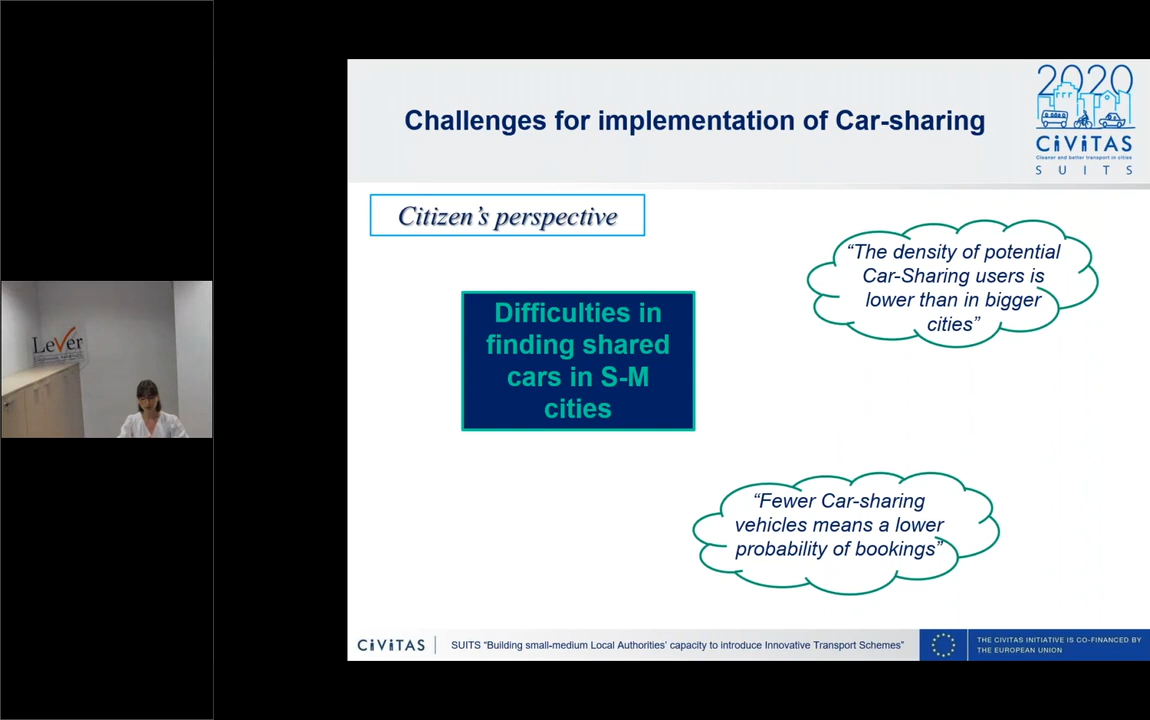 LeVer
Challenges for implementation of Car-sharing
2020
CiViTAS
Cleaner and better transport in cities
SUITS
Citizen’s perspective
“The density of potential
Car-Sharing users is
lower than in bigger
cities”
Difficulties in
finding shared
cars in S-M
cities
“Fewer Car-sharing
vehicles means a lower
probability of bookings”
CiViTAS
SUITS “Building small-medium Local Authorities’ capacity to introduce Innovative Transport Schemes”
THE CIVITAS INITIATIVE IS CO-FINANCED BY
THE EUROPEAN UNION